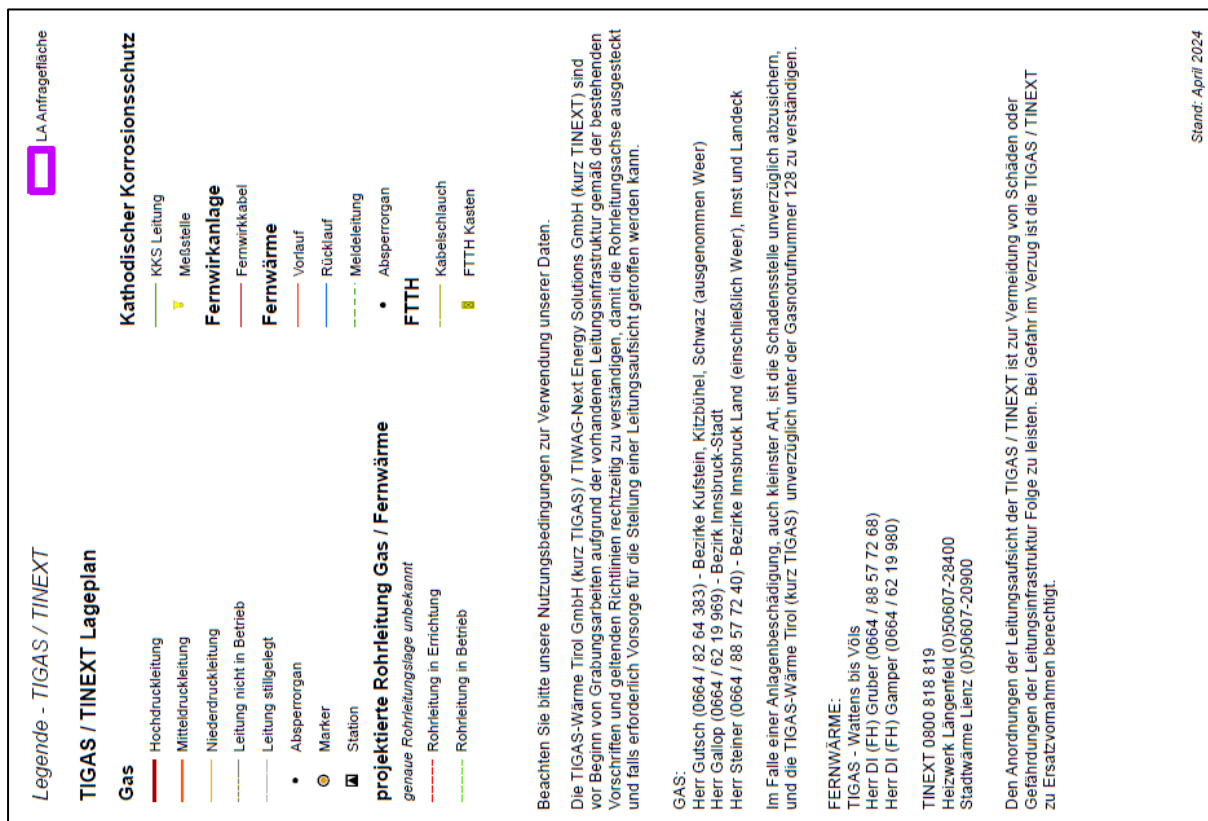 Legende - TIGAS / TINEXT
LA Anfragefläche
TIGAS / TINEXT Lageplan
Gas
Hochdruckleitung
Mitteldruckleitung
Niederdruckleitung
Leitung nicht in Betrieb
Leitung stillgelegt
Absperrorgan
Marker
Station
projektierte Rohrleitung Gas / Fernwärme
genaue Rohrleitungslage unbekannt
Rohrleitung in Errichtung
Rohrleitung in Betrieb
Kathodischer Korrosionsschutz
KKS Leitung
Meßstelle
Fernwirkanlage
Fernwirkkabel
Fernwärme
Vorlauf
Rücklauf
Meldeleitung
Absperrorgan
FTTH
Kabelschlauch
FTTH Kasten
Beachten Sie bitte unsere Nutzungsbedingungen zur Verwendung unserer Daten.
Die TIGAS-Wärme Tirol GmbH (kurz TIGAS) / TIWAG-Next Energy Solutions GmbH (kurz TINEXT) sind
vor Beginn von Grabungsarbeiten aufgrund der vorhandenen Leitungsinfrastruktur gemäß der bestehenden
Vorschriften und geltenden Richtlinien rechtzeitig zu verständigen, damit die Rohrleitungsachse ausgesteckt
und falls erforderlich Vorsorge für die Stellung einer Leitungsaufsicht getroffen werden kann.
GAS:
Herr Gutsch (0664 / 82 64 383) - Bezirke Kufstein, Kitzbühel, Schwaz (ausgenommen Weer)
Herr Gallop (0664 / 62 19 969) - Bezirk Innsbruck-Stadt
Herr Steiner (0664 / 88 57 72 40) - Bezirke Innsbruck Land (einschließlich Weer), Imst und Landeck
Im Falle einer Anlagenbeschädigung, auch kleinster Art, ist die Schadensstelle unverzüglich abzusichern,
und die TIGAS-Wärme Tirol (kurz TIGAS) unverzüglich unter der Gasnotrufnummer 128 zu verständigen.
FERNWÄRME:
TIGAS - Wattens bis Völs
Herr DI (FH) Gruber (0664 / 88 57 72 68)
Herr DI (FH) Gamper (0664 / 62 19 980)
TINEXT 0800 818 819
Heizwerk Längenfeld (0)50607-28400
Stadtwärme Lienz (0)50607-20900
Den Anordnungen der Leitungsaufsicht der TIGAS / TINEXT ist zur Vermeidung von Schäden oder
Gefährdungen der Leitungsinfrastruktur Folge zu leisten. Bei Gefahr im Verzug ist die TIGAS / TINEXT
zu Ersatzvornahmen berechtigt.
Stand: April 2024